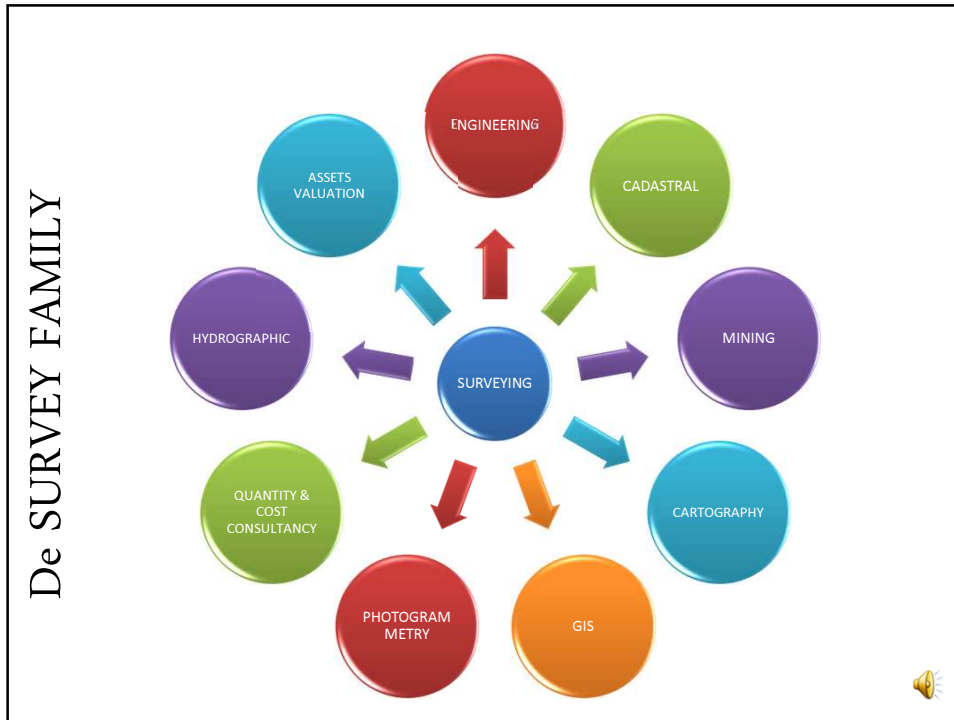 De SURVEY FAMILY
ENGINEERING
CADASTRAL
MINING
CARTOGRAPHY
GIS
PHOTOGRAM
METRY
QUANTITY &
COST
CONSULTANCY
HYDROGRAPHIC
ASSETS
VALUATION
SURVEYING